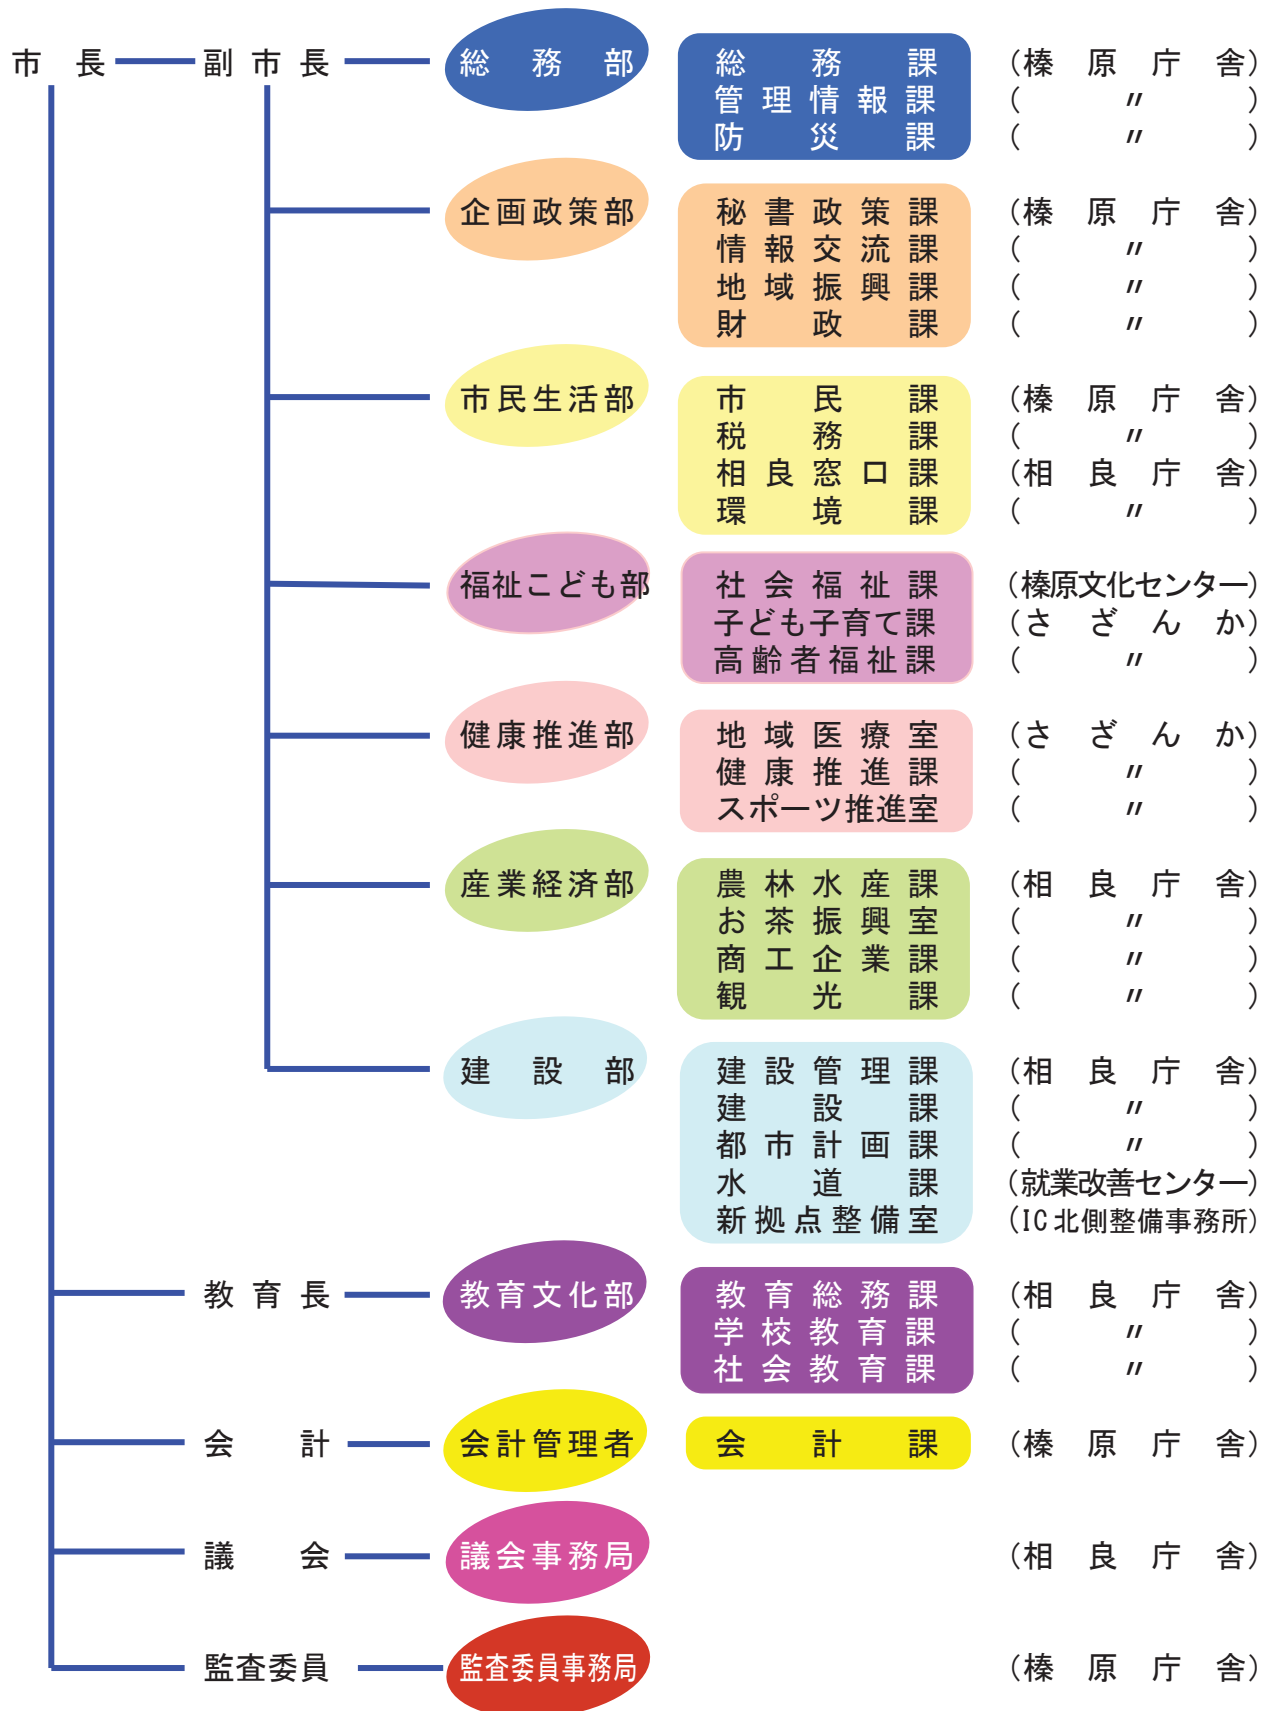 市長 副市長 総務部 総務課 (榛原庁舎)
管理情報課 (〃)
防災課 (〃)
企画政策部 秘書政策課 (榛原庁舎)
情報交流課 (〃)
地域振興課 (〃)
財政課 (〃)
市民生活部 市民課 (榛原庁舎)
税務課 (〃)
相良窓口課 (相良庁舎)
環境課 (〃)
福祉こども部 社会福祉課 (榛原文化センター)
子ども子育て課 (さざんか)
高齢者福祉課 (〃)
健康推進部 地域医療室 (さざんか)
健康推進課 (〃)
スポーツ推進室 (〃)
産業経済部 農林水産課 (相良庁舎)
お茶振興室 (〃)
商工企業課 (〃)
観光課 (〃)
建設部 建設管理課 (相良庁舎)
建設課 (〃)
都市計画課 (〃)
水道課 (就業改善センター)
新拠点整備室 (IC北側整備事務所)
教育長 教育文化部 教育総務課 (相良庁舎)
学校教育課 (〃)
社会教育課 (〃)
会計 会計管理者 会計課 (榛原庁舎)
議会 議会事務局 (相良庁舎)
監査委員 監査委員事務局 (榛原庁舎)